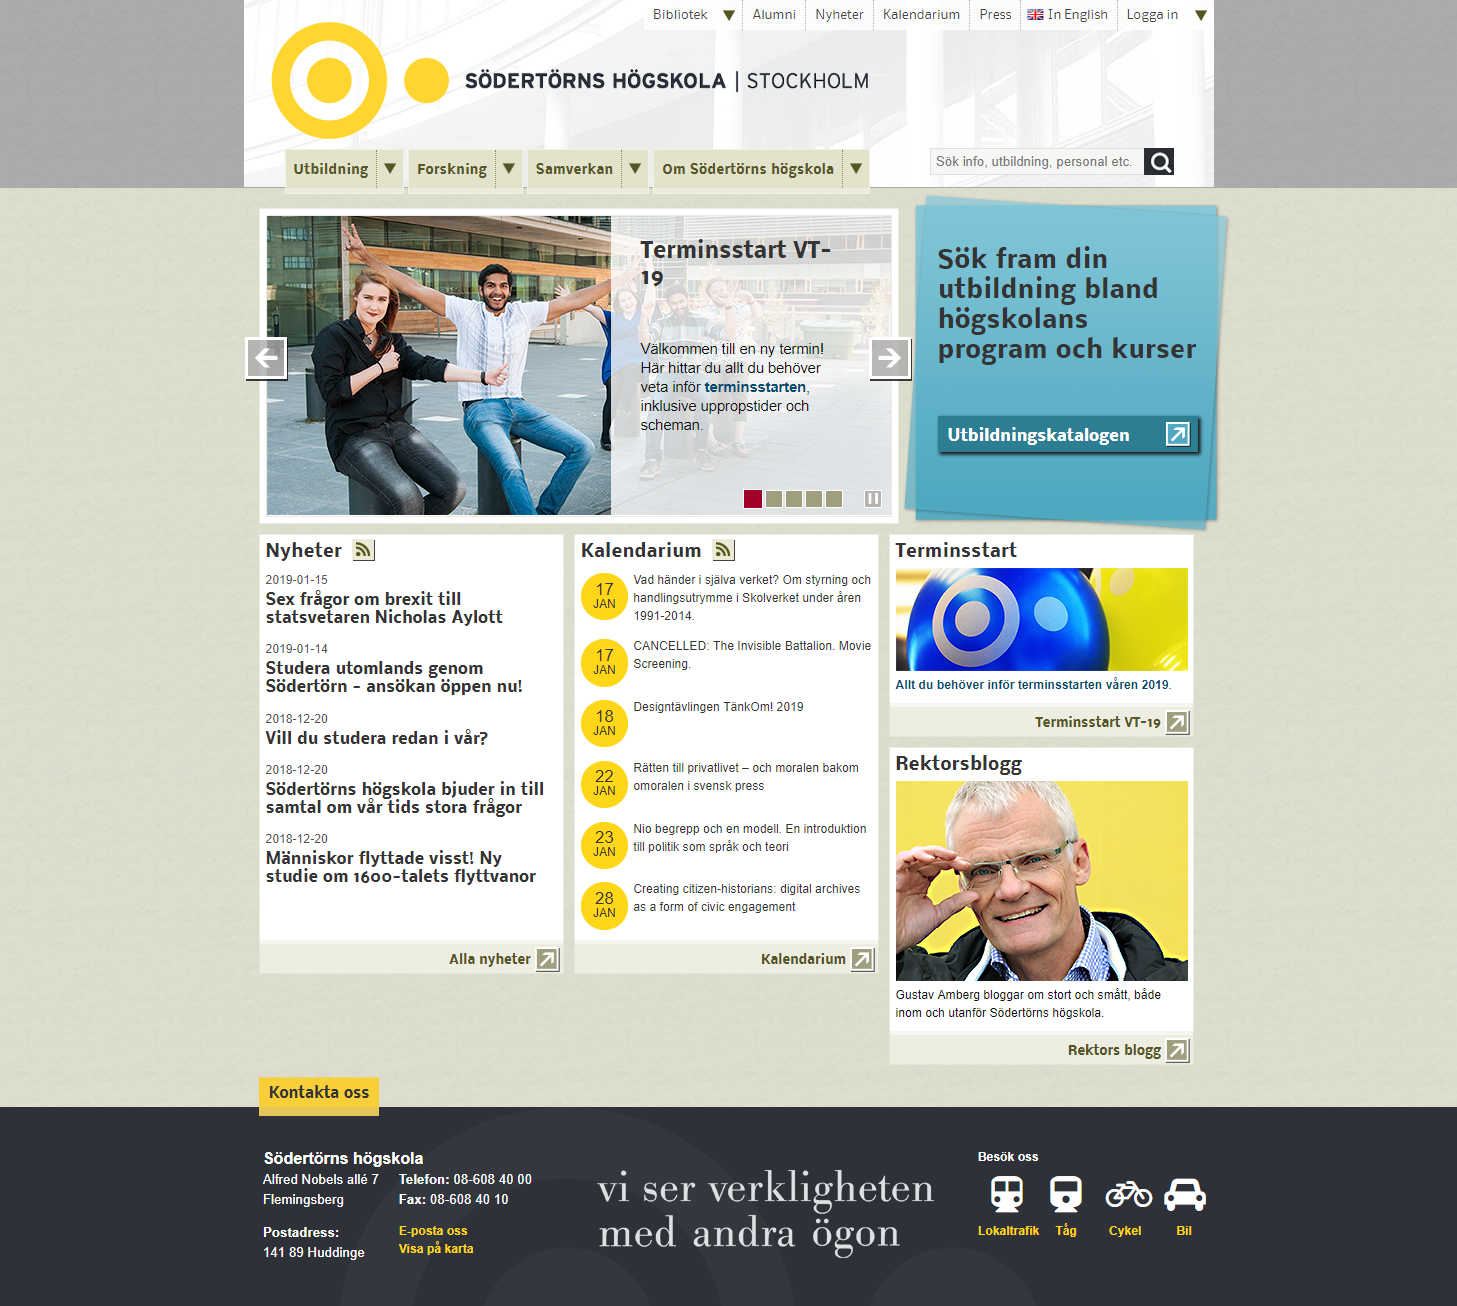 Bibliotek
Alumni
Nyheter
Kalendarium
Press
In English
Logga in
SÖDERTÖRNS HÖGSKOLA | STOCKHOLM
Utbildning
Forskning
Samverkan
Om Södertörns högskola
Sök info, utbildning, personal etc.
Terminsstart VT-
19
Välkommen till en ny termin!
Här hittar du allt du behöver
veta inför terminsstarten,
inklusive uppropstider och
scheman.
Sök fram din
utbildning bland
högskolans
program och kurser
Utbildningskatalogen
Nyheter
2019-01-15
Sex frågor om brexit till
statsvetaren Nicholas Aylott
2019-01-14
Studera utomlands genom
Södertörn - ansökan öppen nu!
2018-12-20
Vill du studera redan i vår?
2018-12-20
Södertörns högskola bjuder in till
samtal om vår tids stora frågor
2018-12-20
Människor flyttade visst! Ny
studie om 1600-talets flyttvanor
Alla nyheter
Kalendarium
17
JAN
Vad händer i själva verket? Om styrning och
handlingsutrymme i Skolverket under åren
1991-2014.
17
JAN
CANCELLED: The Invisible Battalion. Movie
Screening.
18
JAN
Designtävlingen TänkOm! 2019
22
JAN
Rätten till privatlivet – och moralen bakom
omoralen i svensk press
23
JAN
Nio begrepp och en modell. En introduktion
till politik som språk och teori
28
JAN
Creating citizen-historians: digital archives
as a form of civic engagement
Kalendarium
Terminsstart
Allt du behöver inför terminsstarten våren 2019.
Terminsstart VT-19
Rektorsblogg
Gustav Amberg bloggar om stort och smått, både
inom och utanför Södertörns högskola.
Rektors blogg
Kontakta oss
Södertörns högskola
Alfred Nobels allé 7
Flemingsberg
Postadress:
141 89 Huddinge
Telefon: 08-608 40 00
Fax: 08-608 40 10
E-posta oss
Visa på karta
vi ser verkligheten
med andra ögon
Besök oss
Lokaltrafik
Tåg
Cykel
Bil